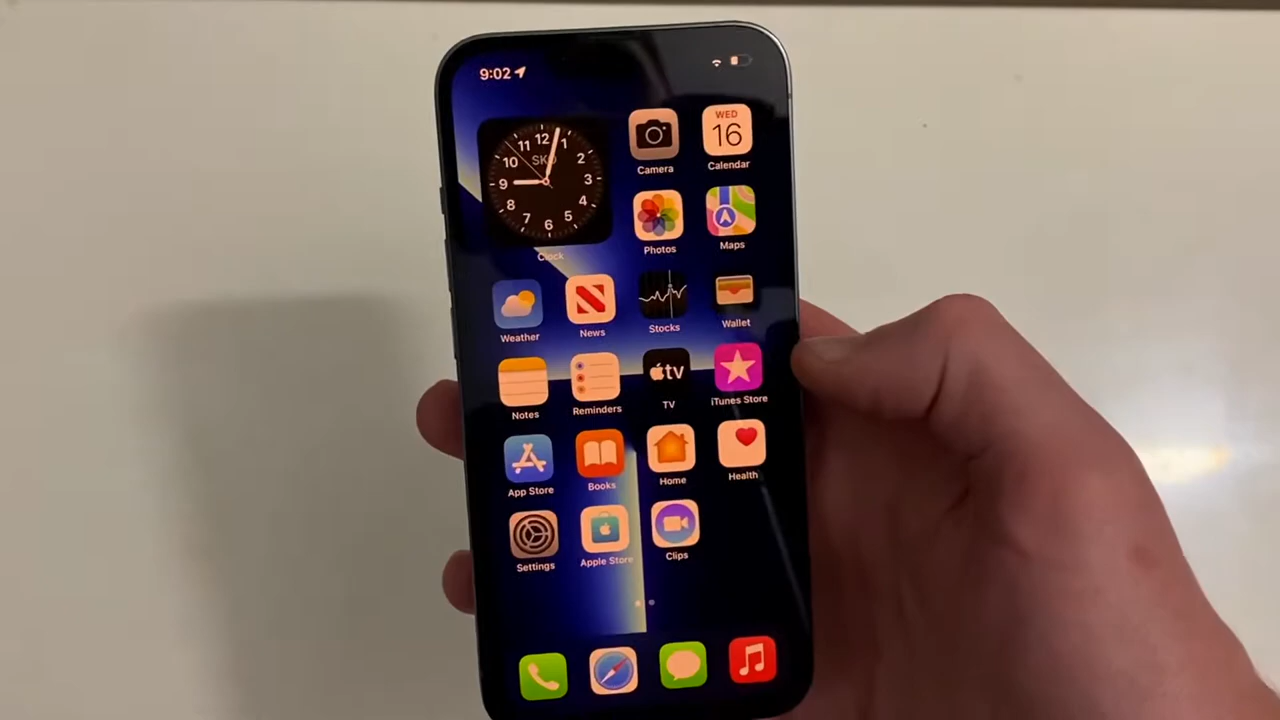 9:02
12
11
1
10
SKO
2
9
3
8
4
7
5
6
Clock
Camera
WED
16
Calendar
Photos
Maps
Weather
News
Stocks
Wallet
Notes
Reminders
tv
TV
iTunes Store
App Store
Books
Home
Health
Settings
Apple Store
Clips